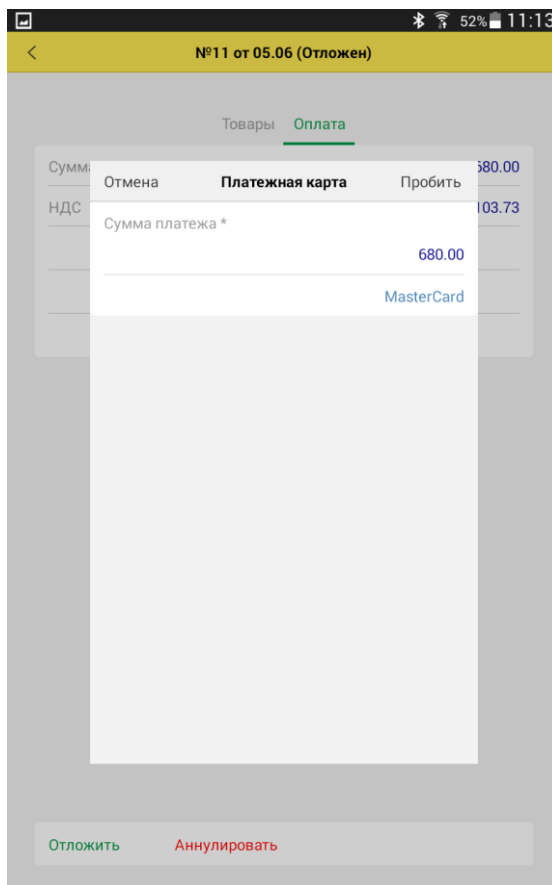 52% 11:13
№11 от 05.06 (Отложен)
Товары Оплата
680.00
Отмена Платежная карта Пробить
НДС 103.73
Сумма платежа *
680.00
MasterCard
Отложить Аннулировать